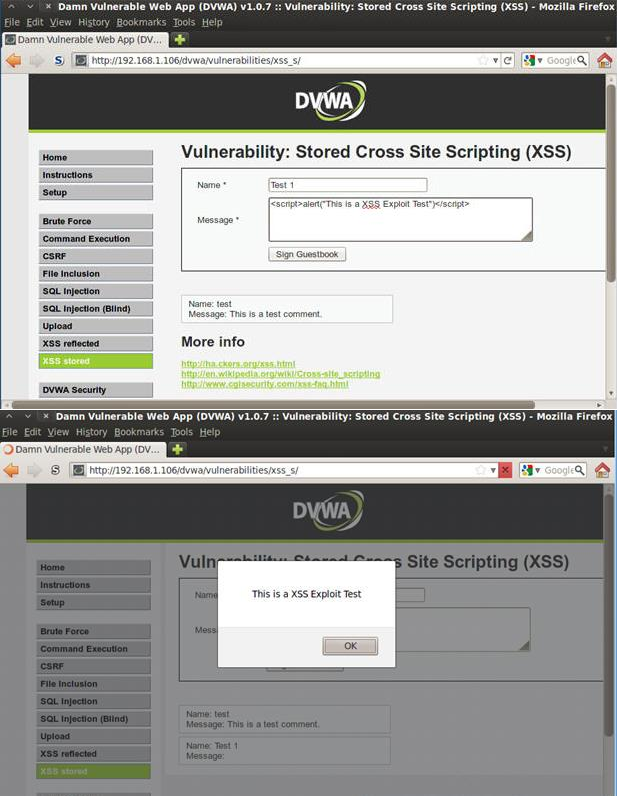 Damn Vulnerable Web App (DVWA) v1.0.7 :: Vulnerability: Stored Cross Site Scripting (XSS) - Mozilla Firefox
File Edit View History Bookmarks Tools Help
Damn Vulnerable Web App (DV...
http://192.168.1.106/dvwa/vulnerabilities/xss_s/
Google
DVWA
Home
Instructions
Setup
Brute Force
Command Execution
CSRF
File Inclusion
SQL Injection
SQL Injection (Blind)
Upload
XSS reflected
XSS stored
DVWA Security
Vulnerability: Stored Cross Site Scripting (XSS)
Name * Test 1
Message * <script>alert("This is a XSS Exploit Test")</script>
Sign Guestbook
Name: test
Message: This is a test comment.
More info
http://ha.ckers.org/xss.html
http://en.wikipedia.org/wiki/Cross-site_scripting
http://www.cgisecurity.com/xss-faq.html
Damn Vulnerable Web App (DVWA) v1.0.7 :: Vulnerability: Stored Cross Site Scripting (XSS) - Mozilla Firefox
File Edit View History Bookmarks Tools Help
Damn Vulnerable Web App (DV...
http://192.168.1.106/dvwa/vulnerabilities/xss_s/
Google
DVWA
Home
Instructions
Setup
Brute Force
Command Execution
CSRF
File Inclusion
SQL Injection
SQL Injection (Blind)
Upload
XSS reflected
XSS stored
Vulnerability: Stored Cross Site Scripting (XSS)
Name
Mess
This is a XSS Exploit Test
OK
Name: test
Message: This is a test comment.
Name: Test 1
Message: